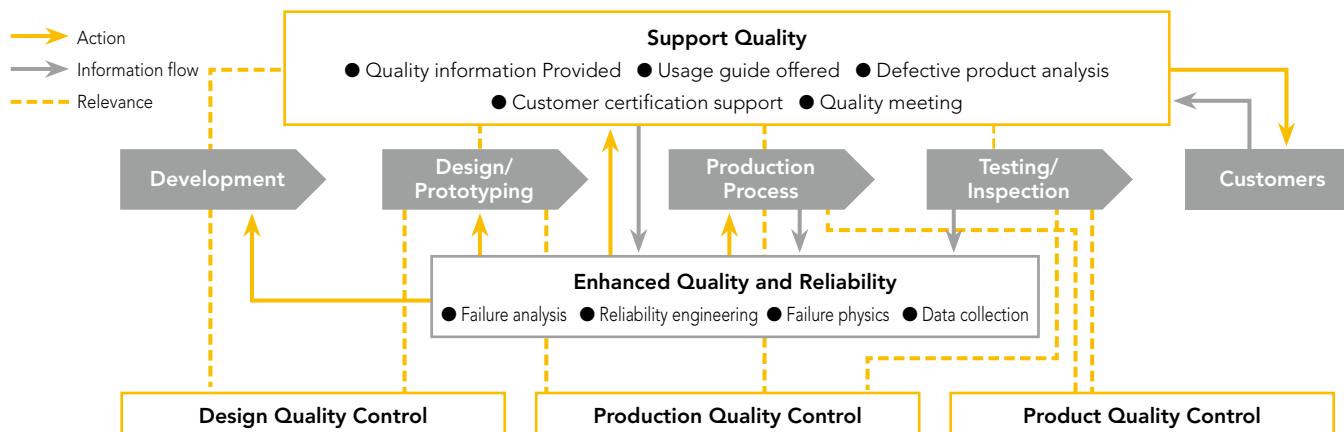 Action
Information flow
Relevance
Support Quality
● Quality information Provided ● Usage guide offered ● Defective product analysis
● Customer certification support ● Quality meeting
Development
Design/
Prototyping
Production
Process
Testing/
Inspection
Customers
Enhanced Quality and Reliability
● Failure analysis ● Reliability engineering ● Failure physics ● Data collection
Design Quality Control
Production Quality Control
Product Quality Control